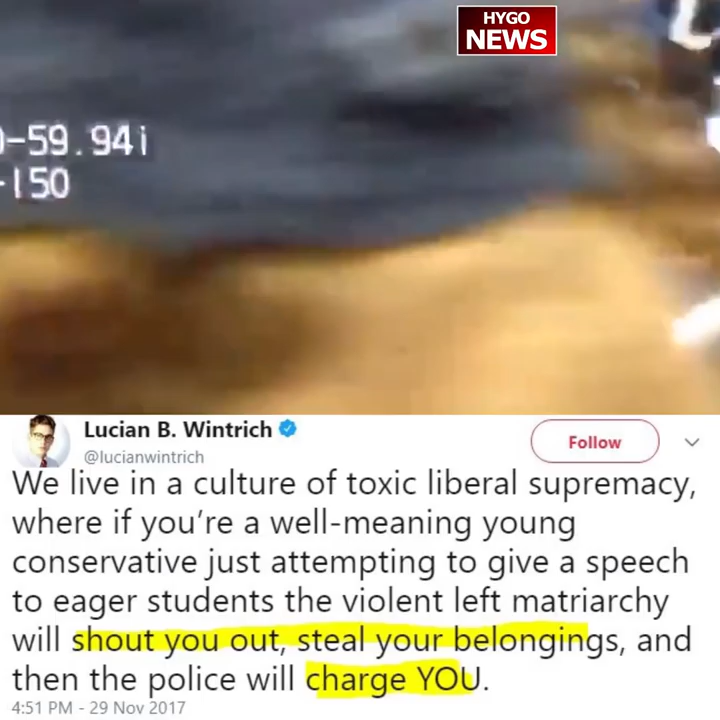 HYGO
NEWS
-59.94i
-150
Lucian B. Wintrich
@lucianwintrich
Follow
We live in a culture of toxic liberal supremacy,
where if you’re a well-meaning young
conservative just attempting to give a speech
to eager students the violent left matriarchy
will shout you out, steal your belongings, and
then the police will charge YOU.
4:51 PM - 29 Nov 2017